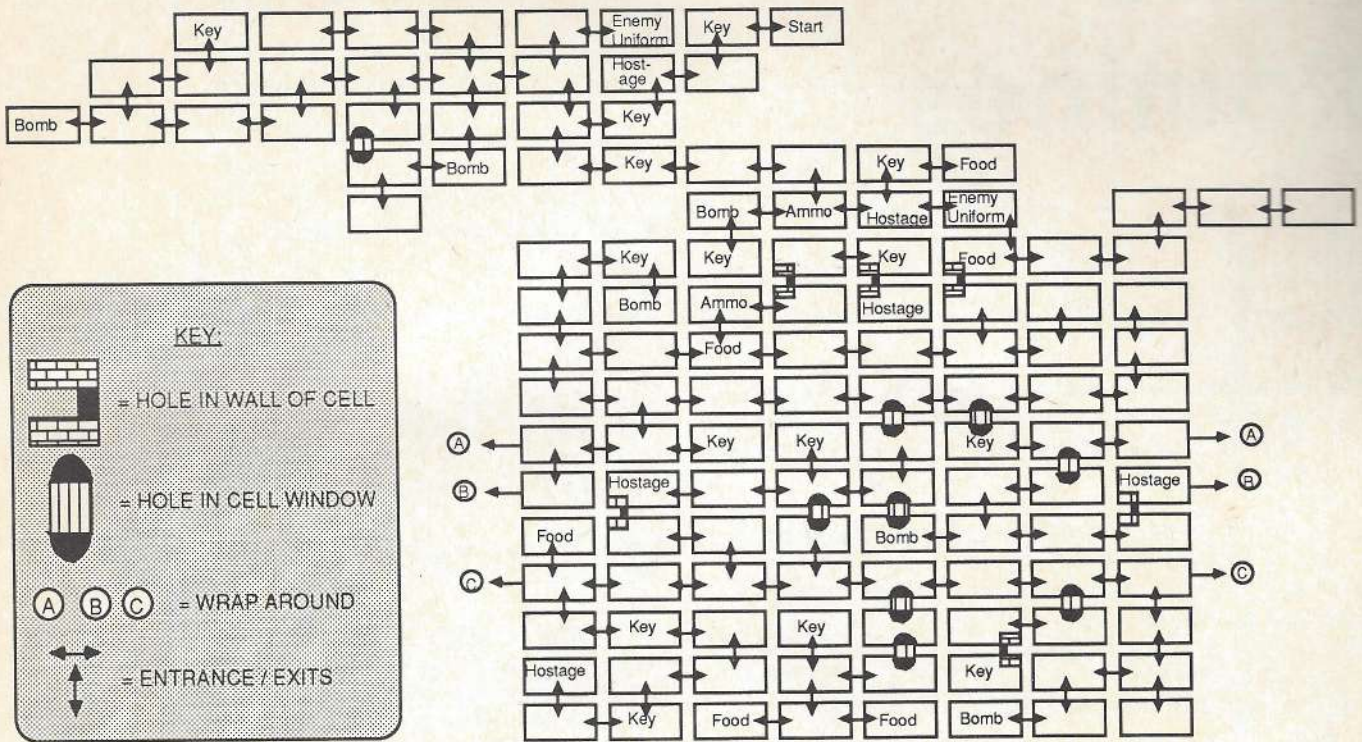 Key Enemy Key Start
Uniform
Host-
age
Bomb Key
Bomb Key Key Food
Bomb Ammo Hostage Enemy
Uniform
Key Key Key Food
Bomb Ammo Hostage
Food
A Key Key Key A
B Hostage Hostage B
Food Bomb
C C
Key Key
Hostage Key
Key Food Food Bomb
KEY:
= HOLE IN WALL OF CELL
= HOLE IN CELL WINDOW
A B C = WRAP AROUND
= ENTRANCE / EXITS